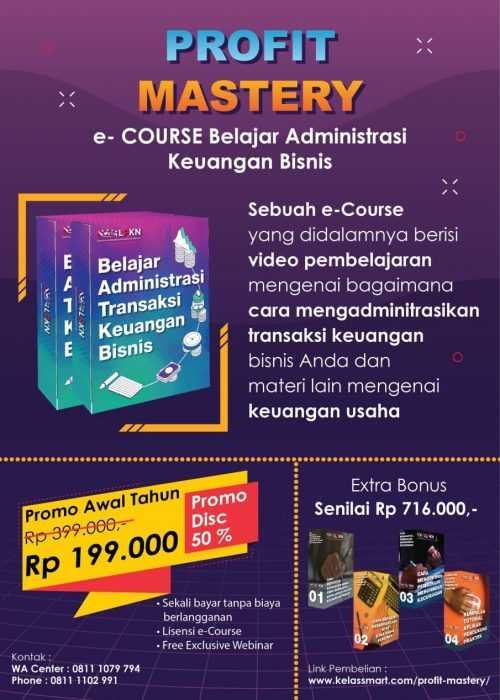 PROFIT
MASTERY
e- COURSE Belajar Administrasi
Keuangan Bisnis
Belajar
Administrasi
Transaksi
Keuangan
Bisnis
Sebuah e-Course
yang didalamnya berisi
video pembelajaran
mengenai bagaimana
cara mengadminitrasikan
transaksi keuangan
bisnis Anda dan
materi lain mengenai
keuangan usaha
Promo Awal Tahun
Rp 399.000,-
Rp 199.000
Promo
Disc
50 %
• Sekali bayar tanpa biaya
berlangganan
• Lisensi e-Course
• Free Exclusive Webinar
Kontak :
WA Center : 0811 1079 794
Phone : 0811 1102 991
Extra Bonus
Senilai Rp 716.000,-
01
02
03
04
Link Pembelian :
www.kelassmart.com/profit-mastery/